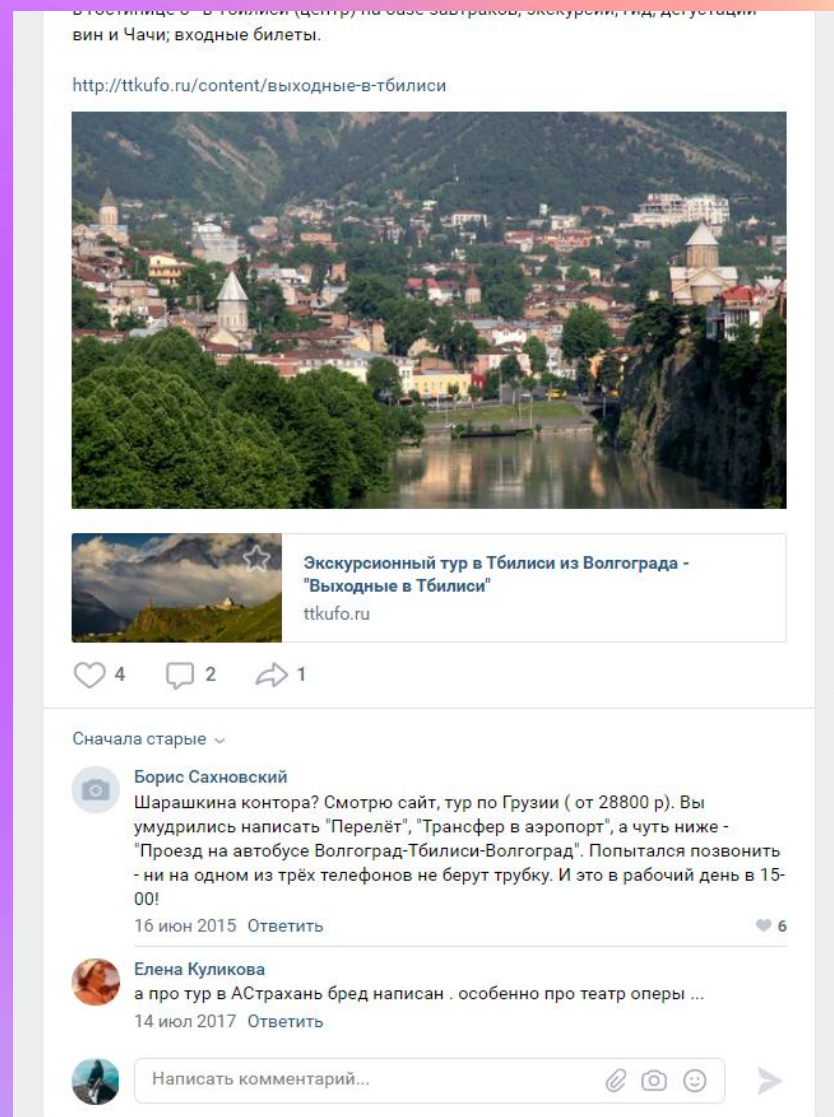 вин и Чачи; входные билеты.
http://ttkufo.ru/content/выходные-в-тбилиси
Экскурсионный тур в Тбилиси из Волгограда -
"Выходные в Тбилиси"
ttkufo.ru
4 2 1
Сначала старые
Борис Сахновский
Шарашкина контора? Смотрю сайт, тур по Грузии ( от 28800 р). Вы
умудрились написать "Перелёт", "Трансфер в аэропорт", а чуть ниже -
"Проезд на автобусе Волгоград-Тбилиси-Волгоград". Попытался позвонить
- ни на одном из трёх телефонов не берут трубку. И это в рабочий день в 15-
00!
16 июн 2015 Ответить 6
Елена Куликова
а про тур в АСтрахань бред написан . особенно про театр оперы ...
14 июл 2017 Ответить
Написать комментарий...